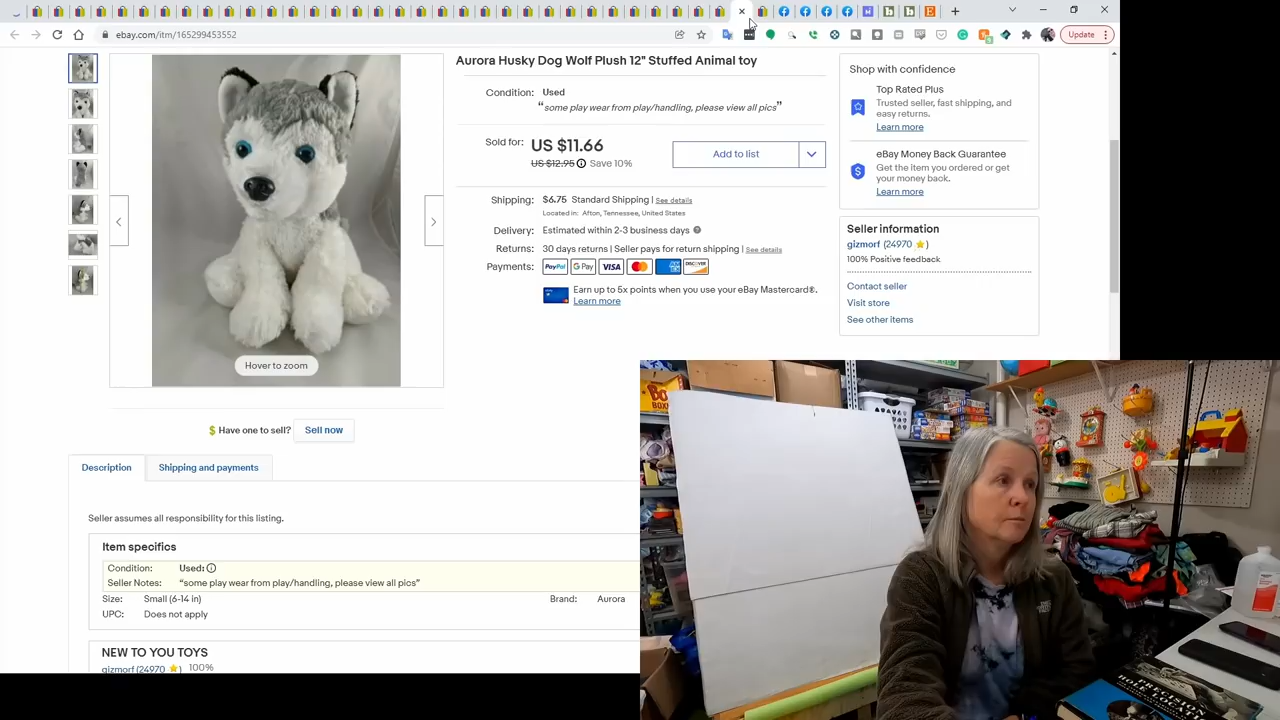 ebay.com/itm/165299453552
Update
Aurora Husky Dog Wolf Plush 12" Stuffed Animal toy
Condition: Used
“some play wear from play/handling, please view all pics”
Sold for: US $11.66
US $12.95 Save 10%
Add to list
Shipping: $6.75 Standard Shipping | See details
Located in: Afton, Tennessee, United States
Delivery: Estimated within 2-3 business days
Returns: 30 days returns | Seller pays for return shipping | See details
Payments: PayPal G Pay VISA DISCOVER
Earn up to 5x points when you use your eBay Mastercard®.
Learn more
Shop with confidence
Top Rated Plus
Trusted seller, fast shipping, and
easy returns.
Learn more
eBay Money Back Guarantee
Get the item you ordered or get
your money back.
Learn more
Seller information
gizmorf (24970)
100% Positive feedback
Contact seller
Visit store
See other items
Hover to zoom
$ Have one to sell? Sell now
Description
Shipping and payments
Seller assumes all responsibility for this listing.
Item specifics
Condition: Used:
Seller Notes: “some play wear from play/handling, please view all pics”
Size: Small (6-14 in)
Brand: Aurora
UPC: Does not apply
NEW TO YOU TOYS
gizmorf (24970) 100%
PRECISION
HOLE LOCATION